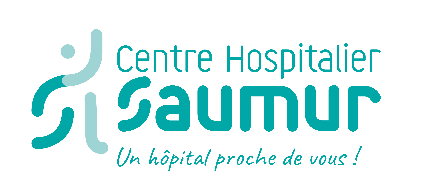 Centre Hospitalier
Saumur
Un hôpital proche de vous !